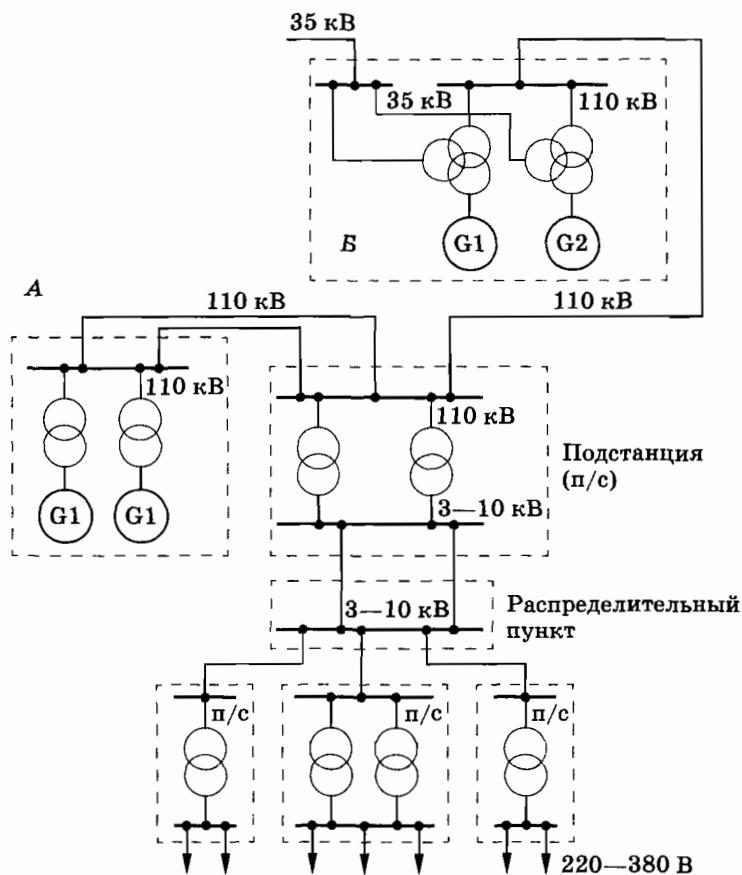 35 кВ
35 кВ
110 кВ
Б
G1
G2
А
110 кВ
110 кВ
110 кВ
G1
G1
110 кВ
Подстанция
(п/с)
3—10 кВ
3—10 кВ
Распределительный
пункт
п/с
п/с
п/с
220—380 В